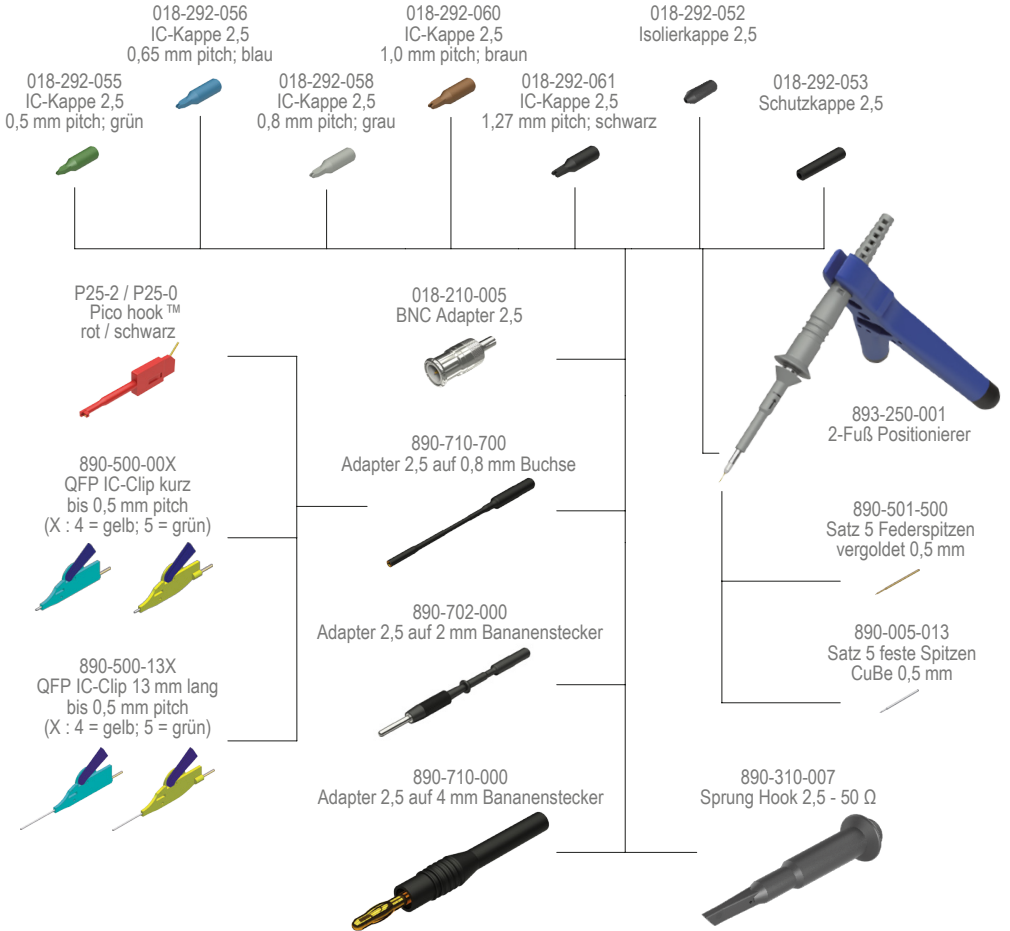 018-292-056
IC-Kappe 2,5
0,65 mm pitch; blau
018-292-060
IC-Kappe 2,5
1,0 mm pitch; braun
018-292-052
Isolierkappe 2,5
018-292-055
IC-Kappe 2,5
0,5 mm pitch; grün
018-292-058
IC-Kappe 2,5
0,8 mm pitch; grau
018-292-061
IC-Kappe 2,5
1,27 mm pitch; schwarz
018-292-053
Schutzkappe 2,5
P25-2 / P25-0
Pico hook ™
rot / schwarz
018-210-005
BNC Adapter 2,5
893-250-001
2-Fuß Positionierer
890-500-00X
QFP IC-Clip kurz
bis 0,5 mm pitch
(X : 4 = gelb; 5 = grün)
890-710-700
Adapter 2,5 auf 0,8 mm Buchse
890-501-500
Satz 5 Federspitzen
vergoldet 0,5 mm
890-702-000
Adapter 2,5 auf 2 mm Bananenstecker
890-005-013
Satz 5 feste Spitzen
CuBe 0,5 mm
890-500-13X
QFP IC-Clip 13 mm lang
bis 0,5 mm pitch
(X : 4 = gelb; 5 = grün)
890-710-000
Adapter 2,5 auf 4 mm Bananenstecker
890-310-007
Sprung Hook 2,5 - 50 Ω